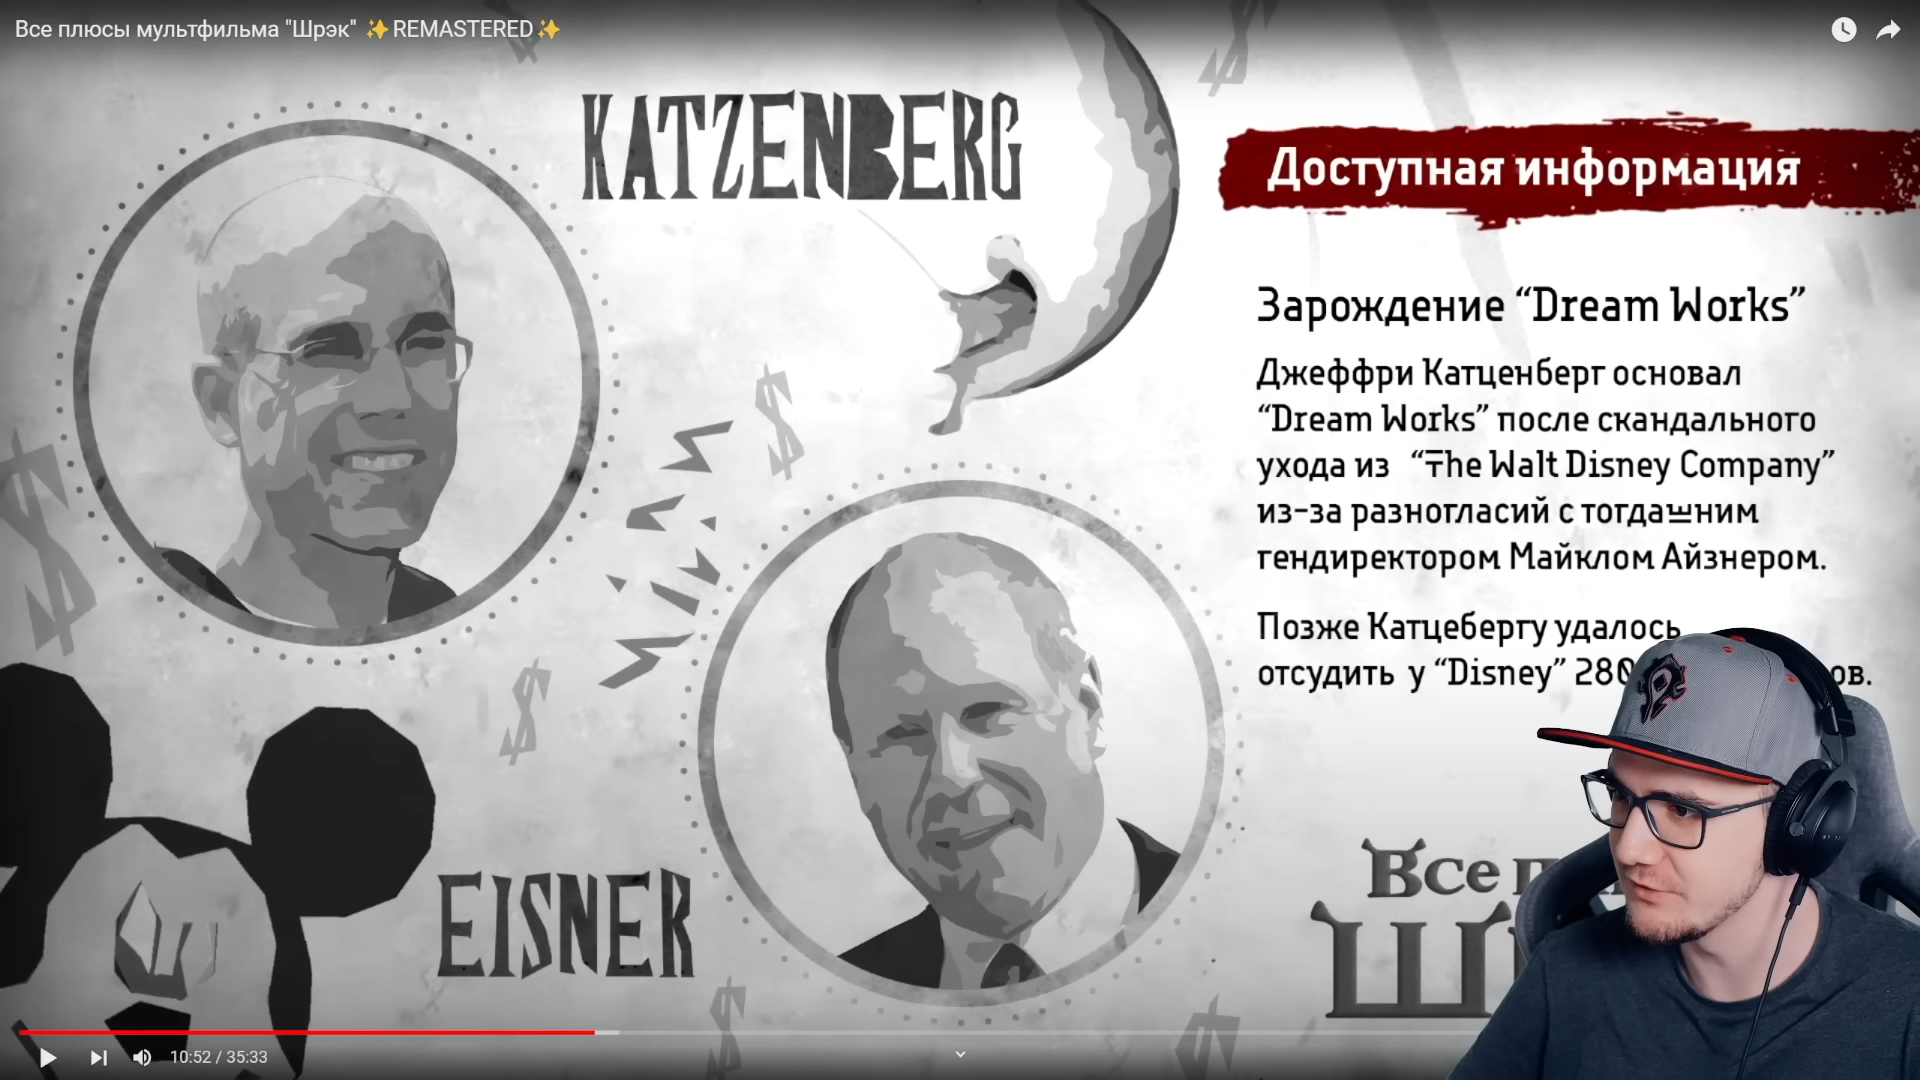 Все плюсы мультфильма "Шрэк" ✨REMASTERED✨
KATZENBERG
Доступная информация
Зарождение “Dream Works”
Джеффри Катценберг основал
“Dream Works” после скандального
ухода из “The Walt Disney Company”
из-за разногласий с тогдашним
гендиректором Майклом Айзнером.
Позже Катцебергу удалось
отсудить у “Disney” 280
EISNER
Все
10:52 / 35:33